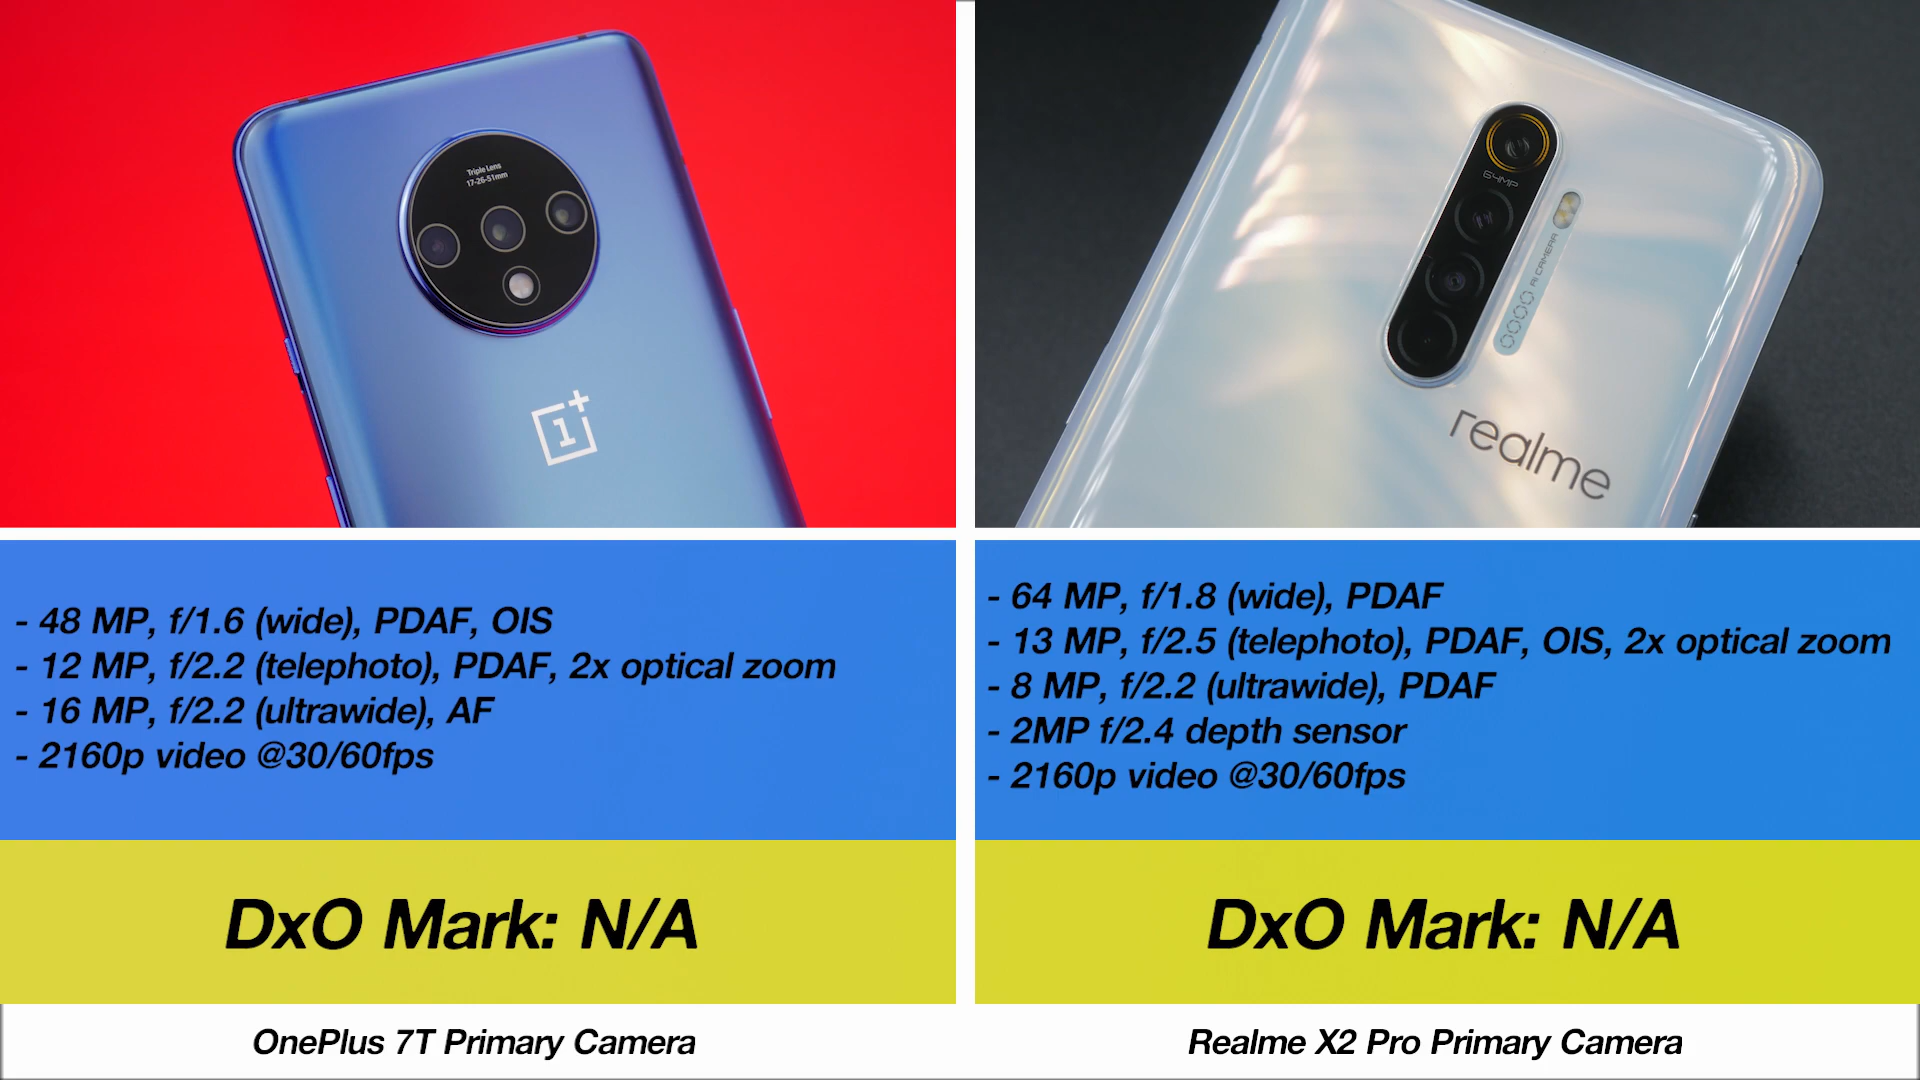 Triple Lens
17-26-51mm
1+
64MP
AI CAMERA
realme
- 48 MP, f/1.6 (wide), PDAF, OIS
- 12 MP, f/2.2 (telephoto), PDAF, 2x optical zoom
- 16 MP, f/2.2 (ultrawide), AF
- 2160p video @30/60fps
- 64 MP, f/1.8 (wide), PDAF
- 13 MP, f/2.5 (telephoto), PDAF, OIS, 2x optical zoom
- 8 MP, f/2.2 (ultrawide), PDAF
- 2MP f/2.4 depth sensor
- 2160p video @30/60fps
DxO Mark: N/A
DxO Mark: N/A
OnePlus 7T Primary Camera
Realme X2 Pro Primary Camera